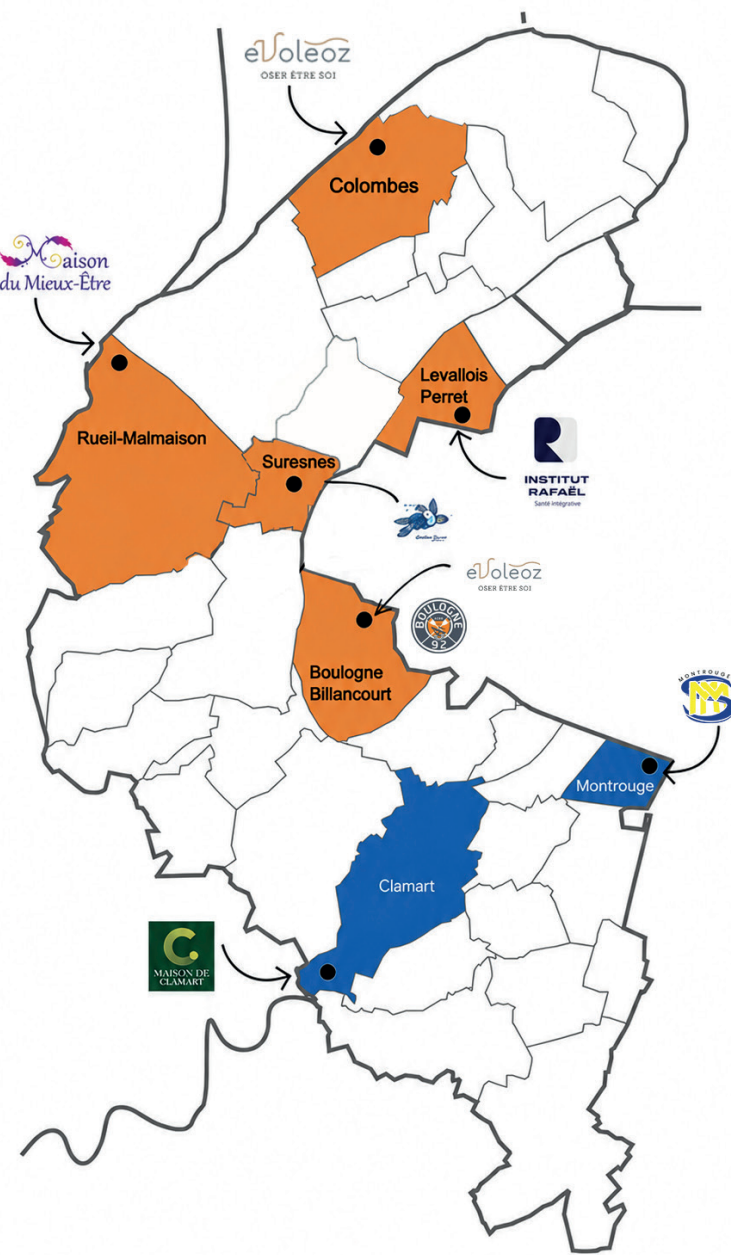 eVoleoz
OSER ÊTRE SOI
Colombes
Maison
du Mieux-Être
Levallois
Perret
Rueil-Malmaison
Suresnes
INSTITUT
RAFAËL
Santé Intégrative
eVoleoz
OSER ÊTRE SOI
BOULOGNE
92
Boulogne
Billancourt
MONTROUGE
Montrouge
Clamart
C.
MAISON DE
CLAMART